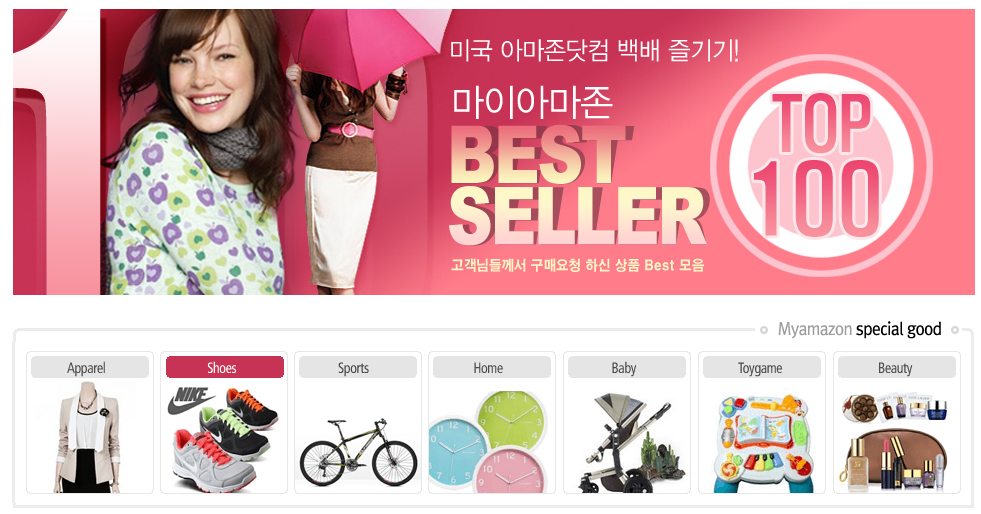 미국 아마존닷컴 백배 즐기기!
마이아마존
BEST
SELLER
고객님들께서 구매요청 하신 상품 Best 모음
TOP
100
Myamazon special good
Apparel
Shoes
Sports
Home
Baby
Toygame
Beauty
NIKE